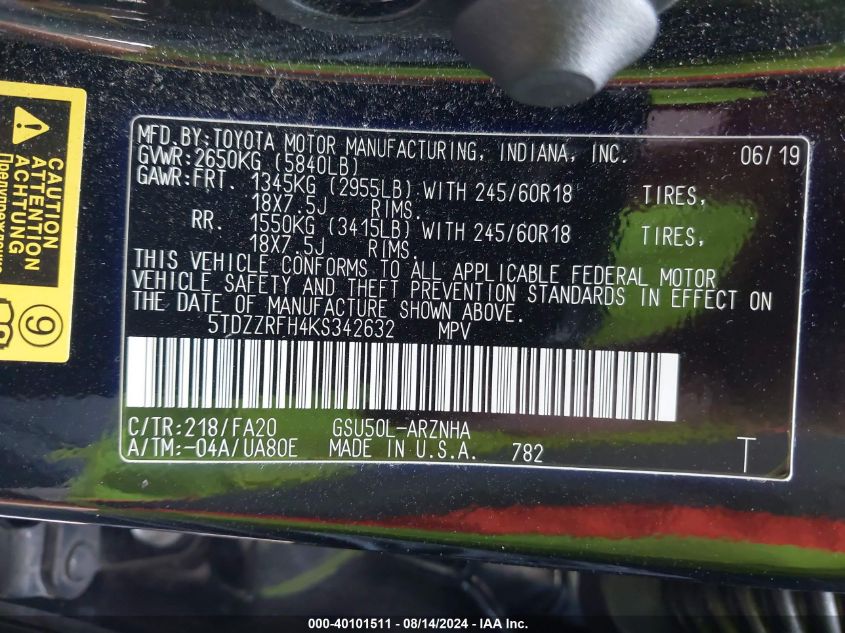 CAUTION
ATTENTION
ACHTUNG
Предупреждение
9
MFD.BY:TOYOTA MOTOR MANUFACTURING, INDIANA, INC. 06/19
GVWR:2650KG (5840LB)
GAWR:FRT. 1345KG (2955LB) WITH 245/60R18 TIRES,
18X7.5J RIMS.
RR. 1550KG (3415LB) WITH 245/60R18 TIRES,
18X7.5J RIMS.
THIS VEHICLE CONFORMS TO ALL APPLICABLE FEDERAL MOTOR
VEHICLE SAFETY AND THEFT PREVENTION STANDARDS IN EFFECT ON
THE DATE OF MANUFACTURE SHOWN ABOVE.
5TDZZRFH4KS342632 MPV
C/TR:218/FA20 GSU50L-ARZNHA
A/TM:-04A/UA80E MADE IN U.S.A. 782 T
000-40101511 - 08/14/2024 - IAA Inc.